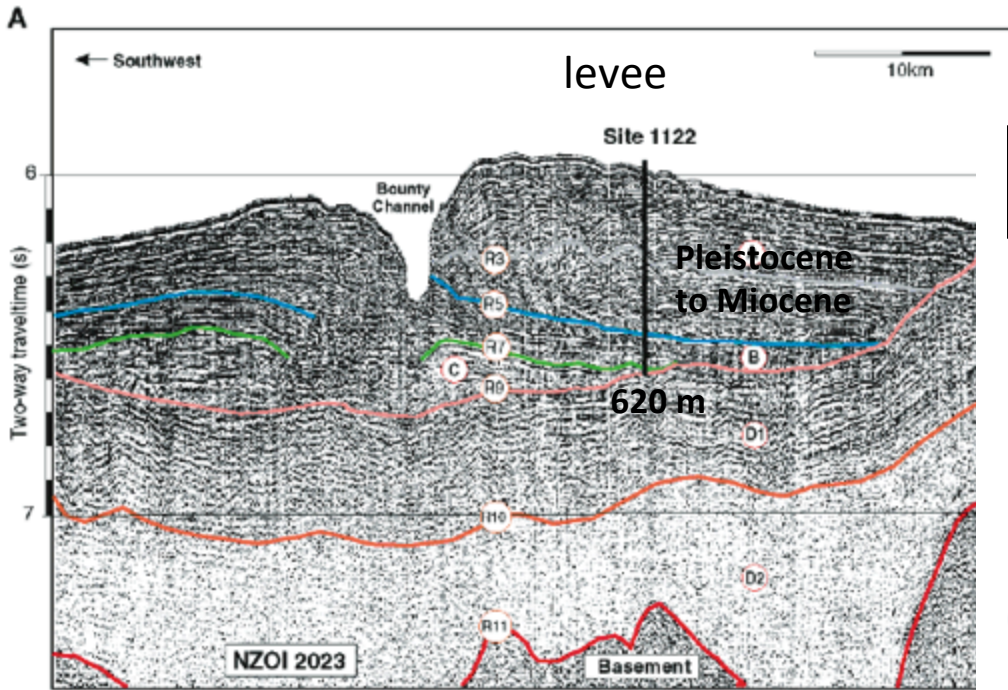 A
← Southwest
levee
10km
Site 1122
6
Bounty
Channel
R3
Pleistocene
to Miocene
R5
R7
B
C
R9
620 m
D1
Two-way traveltime (s)
7
R10
D2
R11
NZOI 2023
Basement